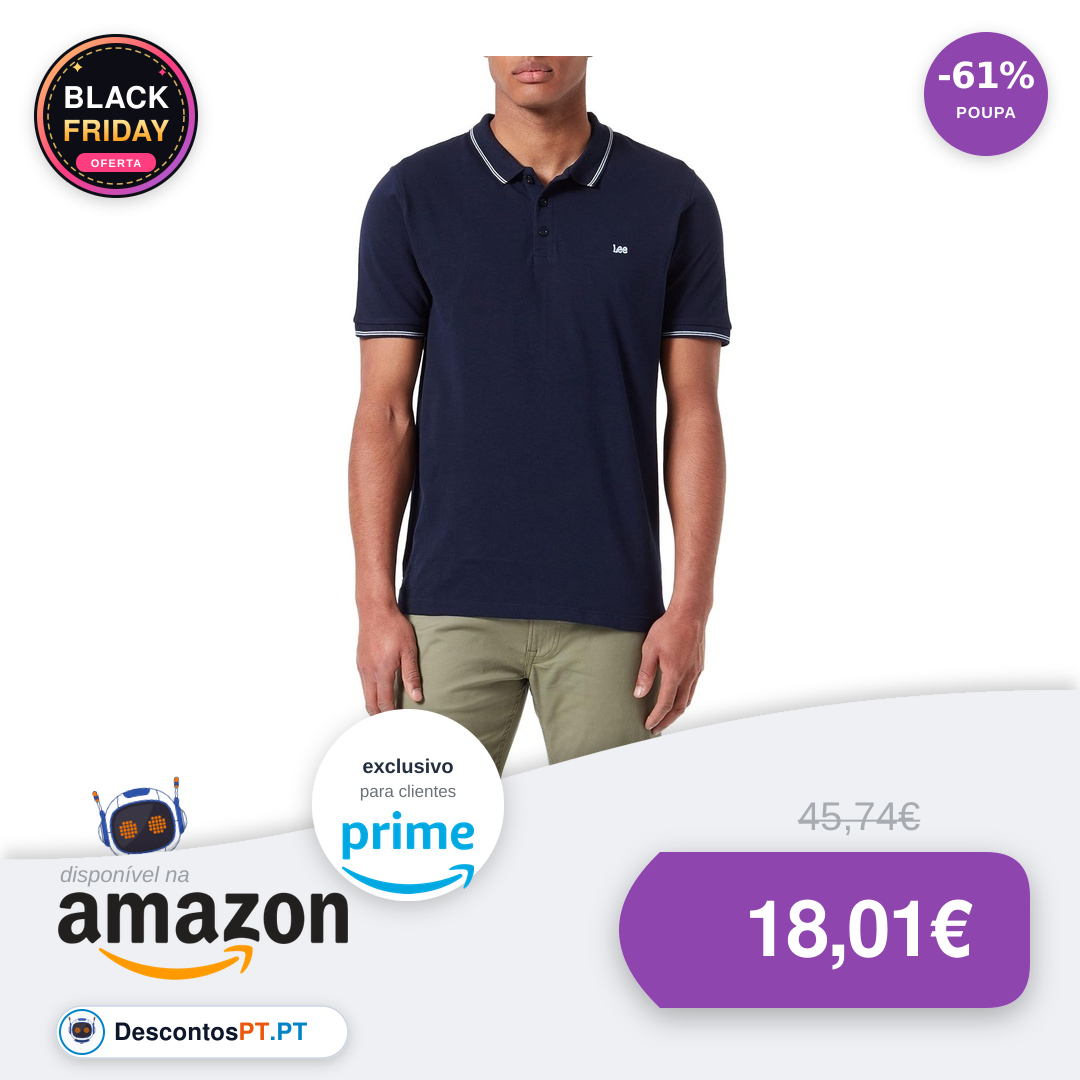 BLACK
FRIDAY
OFERTA
-61%
POUPA
Lee
exclusivo
para clientes
prime
45,74€
18,01€
disponível na
amazon
DescontosPT.PT